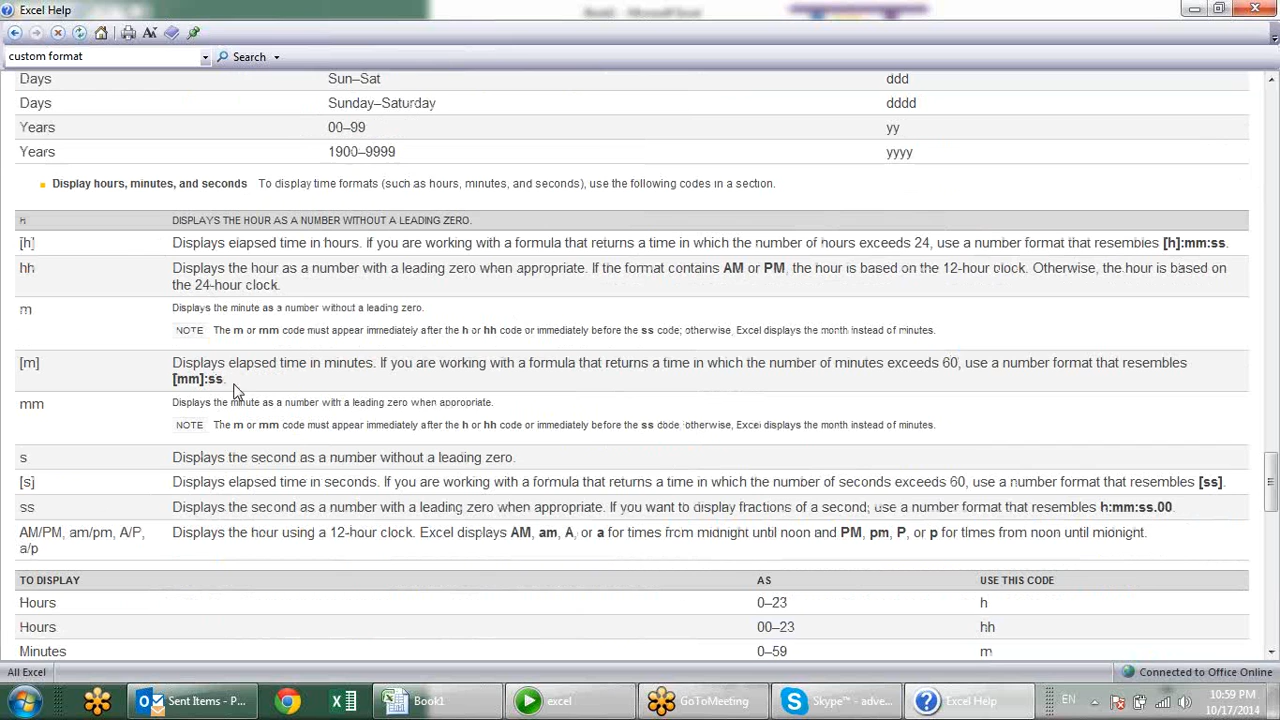 Excel Help
Book1 - Microsoft Excel
custom format
Search
Days Sun–Sat ddd
Days Sunday–Saturday dddd
Years 00–99 yy
Years 1900–9999 yyyy
Display hours, minutes, and seconds To display time formats (such as hours, minutes, and seconds), use the following codes in a section.
h DISPLAYS THE HOUR AS A NUMBER WITHOUT A LEADING ZERO.
[h] Displays elapsed time in hours. If you are working with a formula that returns a time in which the number of hours exceeds 24, use a number format that resembles [h]:mm:ss.
hh Displays the hour as a number with a leading zero when appropriate. If the format contains AM or PM, the hour is based on the 12-hour clock. Otherwise, the hour is based on
the 24-hour clock.
m Displays the minute as a number without a leading zero.
NOTE The m or mm code must appear immediately after the h or hh code or immediately before the ss code; otherwise, Excel displays the month instead of minutes.
[m] Displays elapsed time in minutes. If you are working with a formula that returns a time in which the number of minutes exceeds 60, use a number format that resembles
[mm]:ss.
mm Displays the minute as a number with a leading zero when appropriate.
NOTE The m or mm code must appear immediately after the h or hh code or immediately before the ss code; otherwise, Excel displays the month instead of minutes.
s Displays the second as a number without a leading zero.
[s] Displays elapsed time in seconds. If you are working with a formula that returns a time in which the number of seconds exceeds 60, use a number format that resembles [ss].
ss Displays the second as a number with a leading zero when appropriate. If you want to display fractions of a second; use a number format that resembles h:mm:ss.00.
AM/PM, am/pm, A/P, Displays the hour using a 12-hour clock. Excel displays AM, am, A, or a for times from midnight until noon and PM, pm, P, or p for times from noon until midnight.
a/p
TO DISPLAY AS USE THIS CODE
Hours 0–23 h
Hours 00–23 hh
Minutes 0–59 m
All Excel Connected to Office Online
Sent Items - P... Book1 excel GoToMeeting Skype™ - adve... Excel Help EN 10:59 PM
10/17/2014